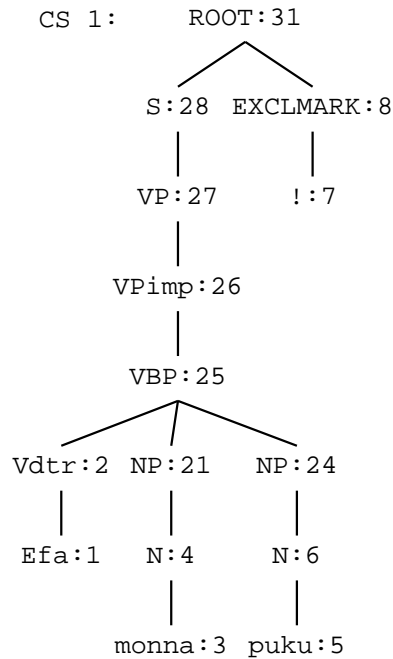 CS 1: ROOT:31
S:28 EXCLMARK:8
VP:27 !:7
VPimp:26
VBP:25
Vdtr:2 NP:21 NP:24
Efa:1 N:4 N:6
monna:3 puku:5